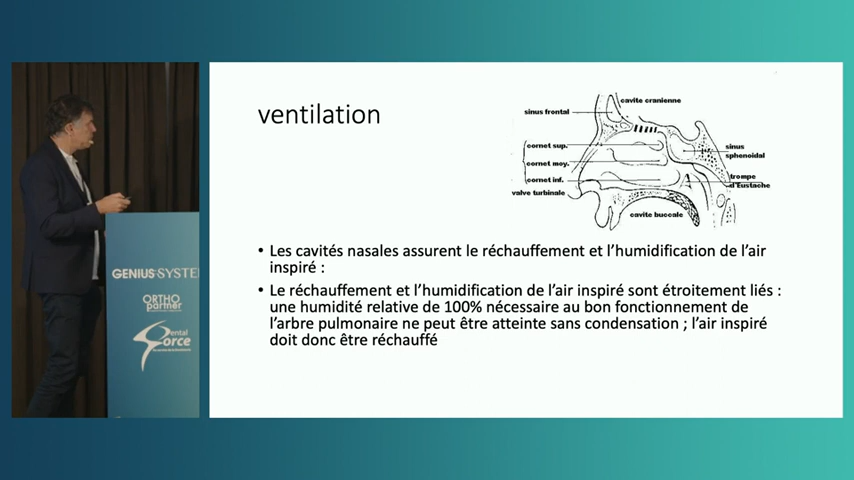 ventilation
cavite cranienne
sinus frontal
cornet sup.
cornet moy.
cornet inf.
valve turbinale
sinus
sphenoidal
trompe
d'Eustache
cavite buccale
• Les cavités nasales assurent le réchauffement et l'humidification de l'air
inspiré :
• Le réchauffement et l'humidification de l'air inspiré sont étroitement liés :
une humidité relative de 100% nécessaire au bon fonctionnement de
l'arbre pulmonaire ne peut être atteinte sans condensation ; l'air inspiré
doit donc être réchauffé
GENIUS SYSTE
ORTHO
partner
Dental
Force